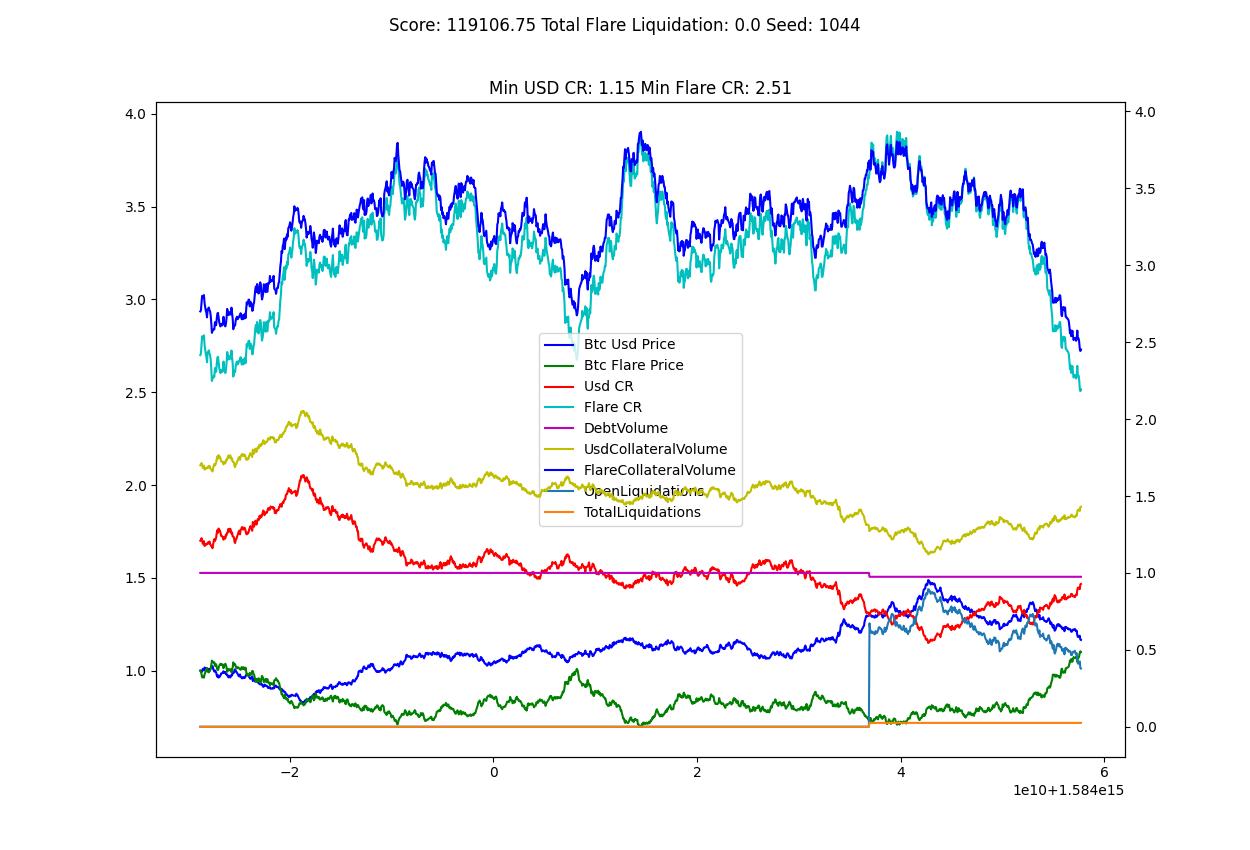 Score: 119106.75 Total Flare Liquidation: 0.0 Seed: 1044
Min USD CR: 1.15 Min Flare CR: 2.51
4.0
3.5
3.0
2.5
2.0
1.5
1.0
4.0
3.5
3.0
2.5
2.0
1.5
1.0
0.5
0.0
Btc Usd Price
Btc Flare Price
Usd CR
Flare CR
DebtVolume
UsdCollateralVolume
FlareCollateralVolume
OpenLiquidations
TotalLiquidations
−2 0 2 4 6
1e10+1.584e15